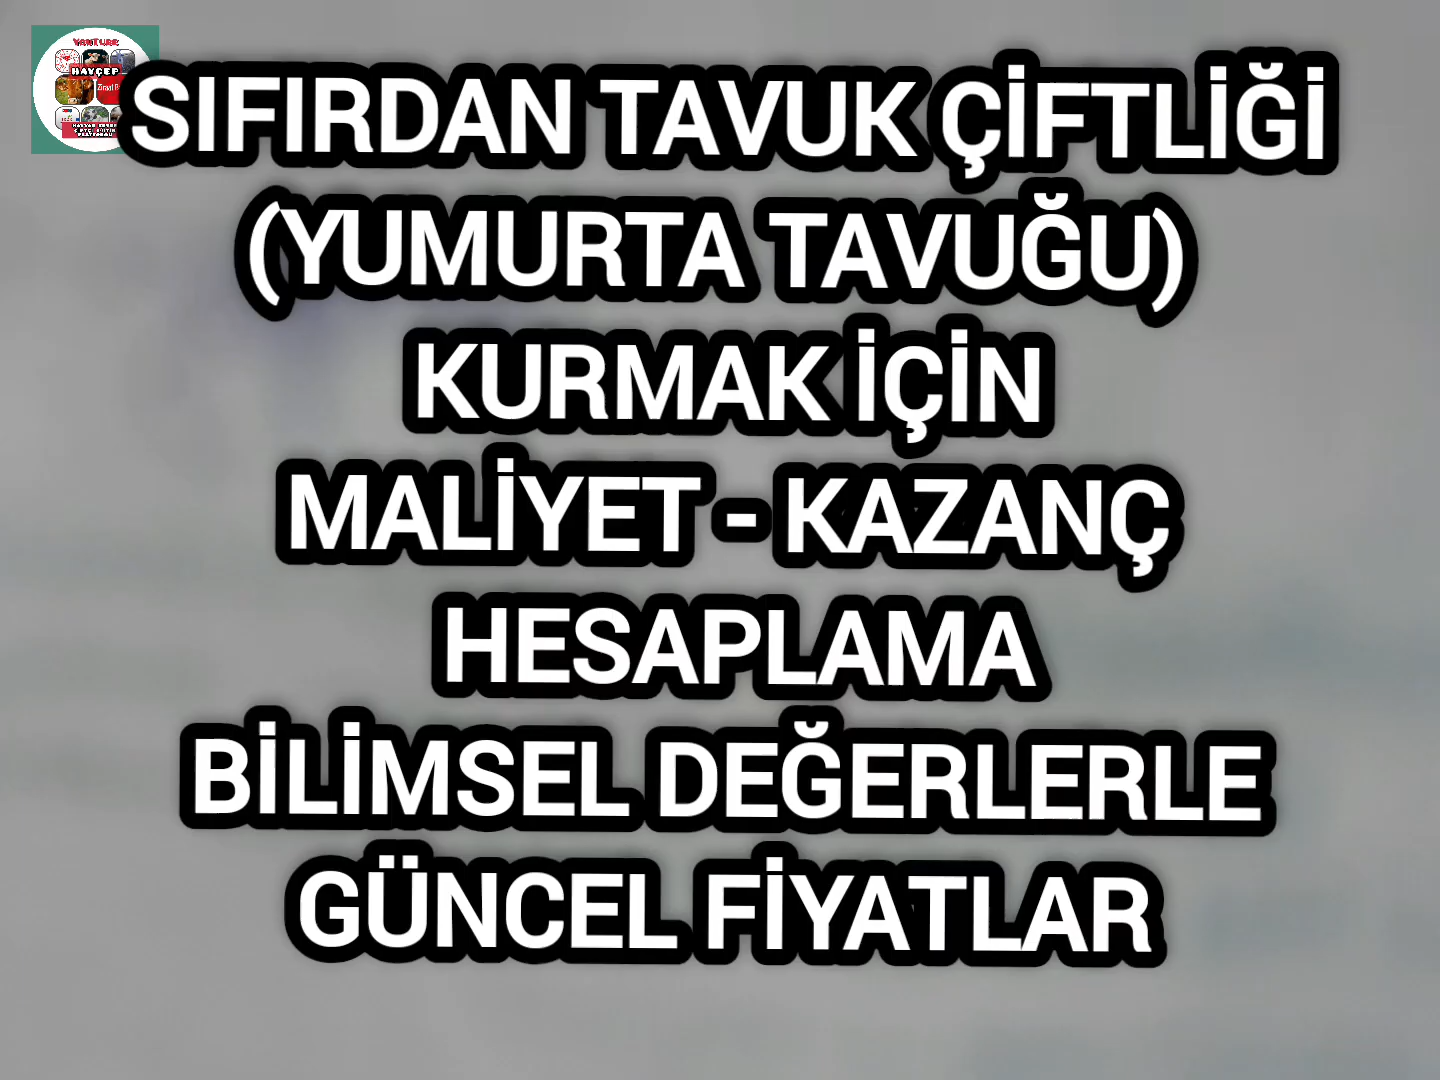 VANTURK
HAYÇEP
SIFIRDAN TAVUK ÇİFTLİĞİ
(YUMURTA TAVUĞU)
KURMAK İÇİN
MALİYET - KAZANÇ
HESAPLAMA
BİLİMSEL DEĞERLERLE
GÜNCEL FİYATLAR